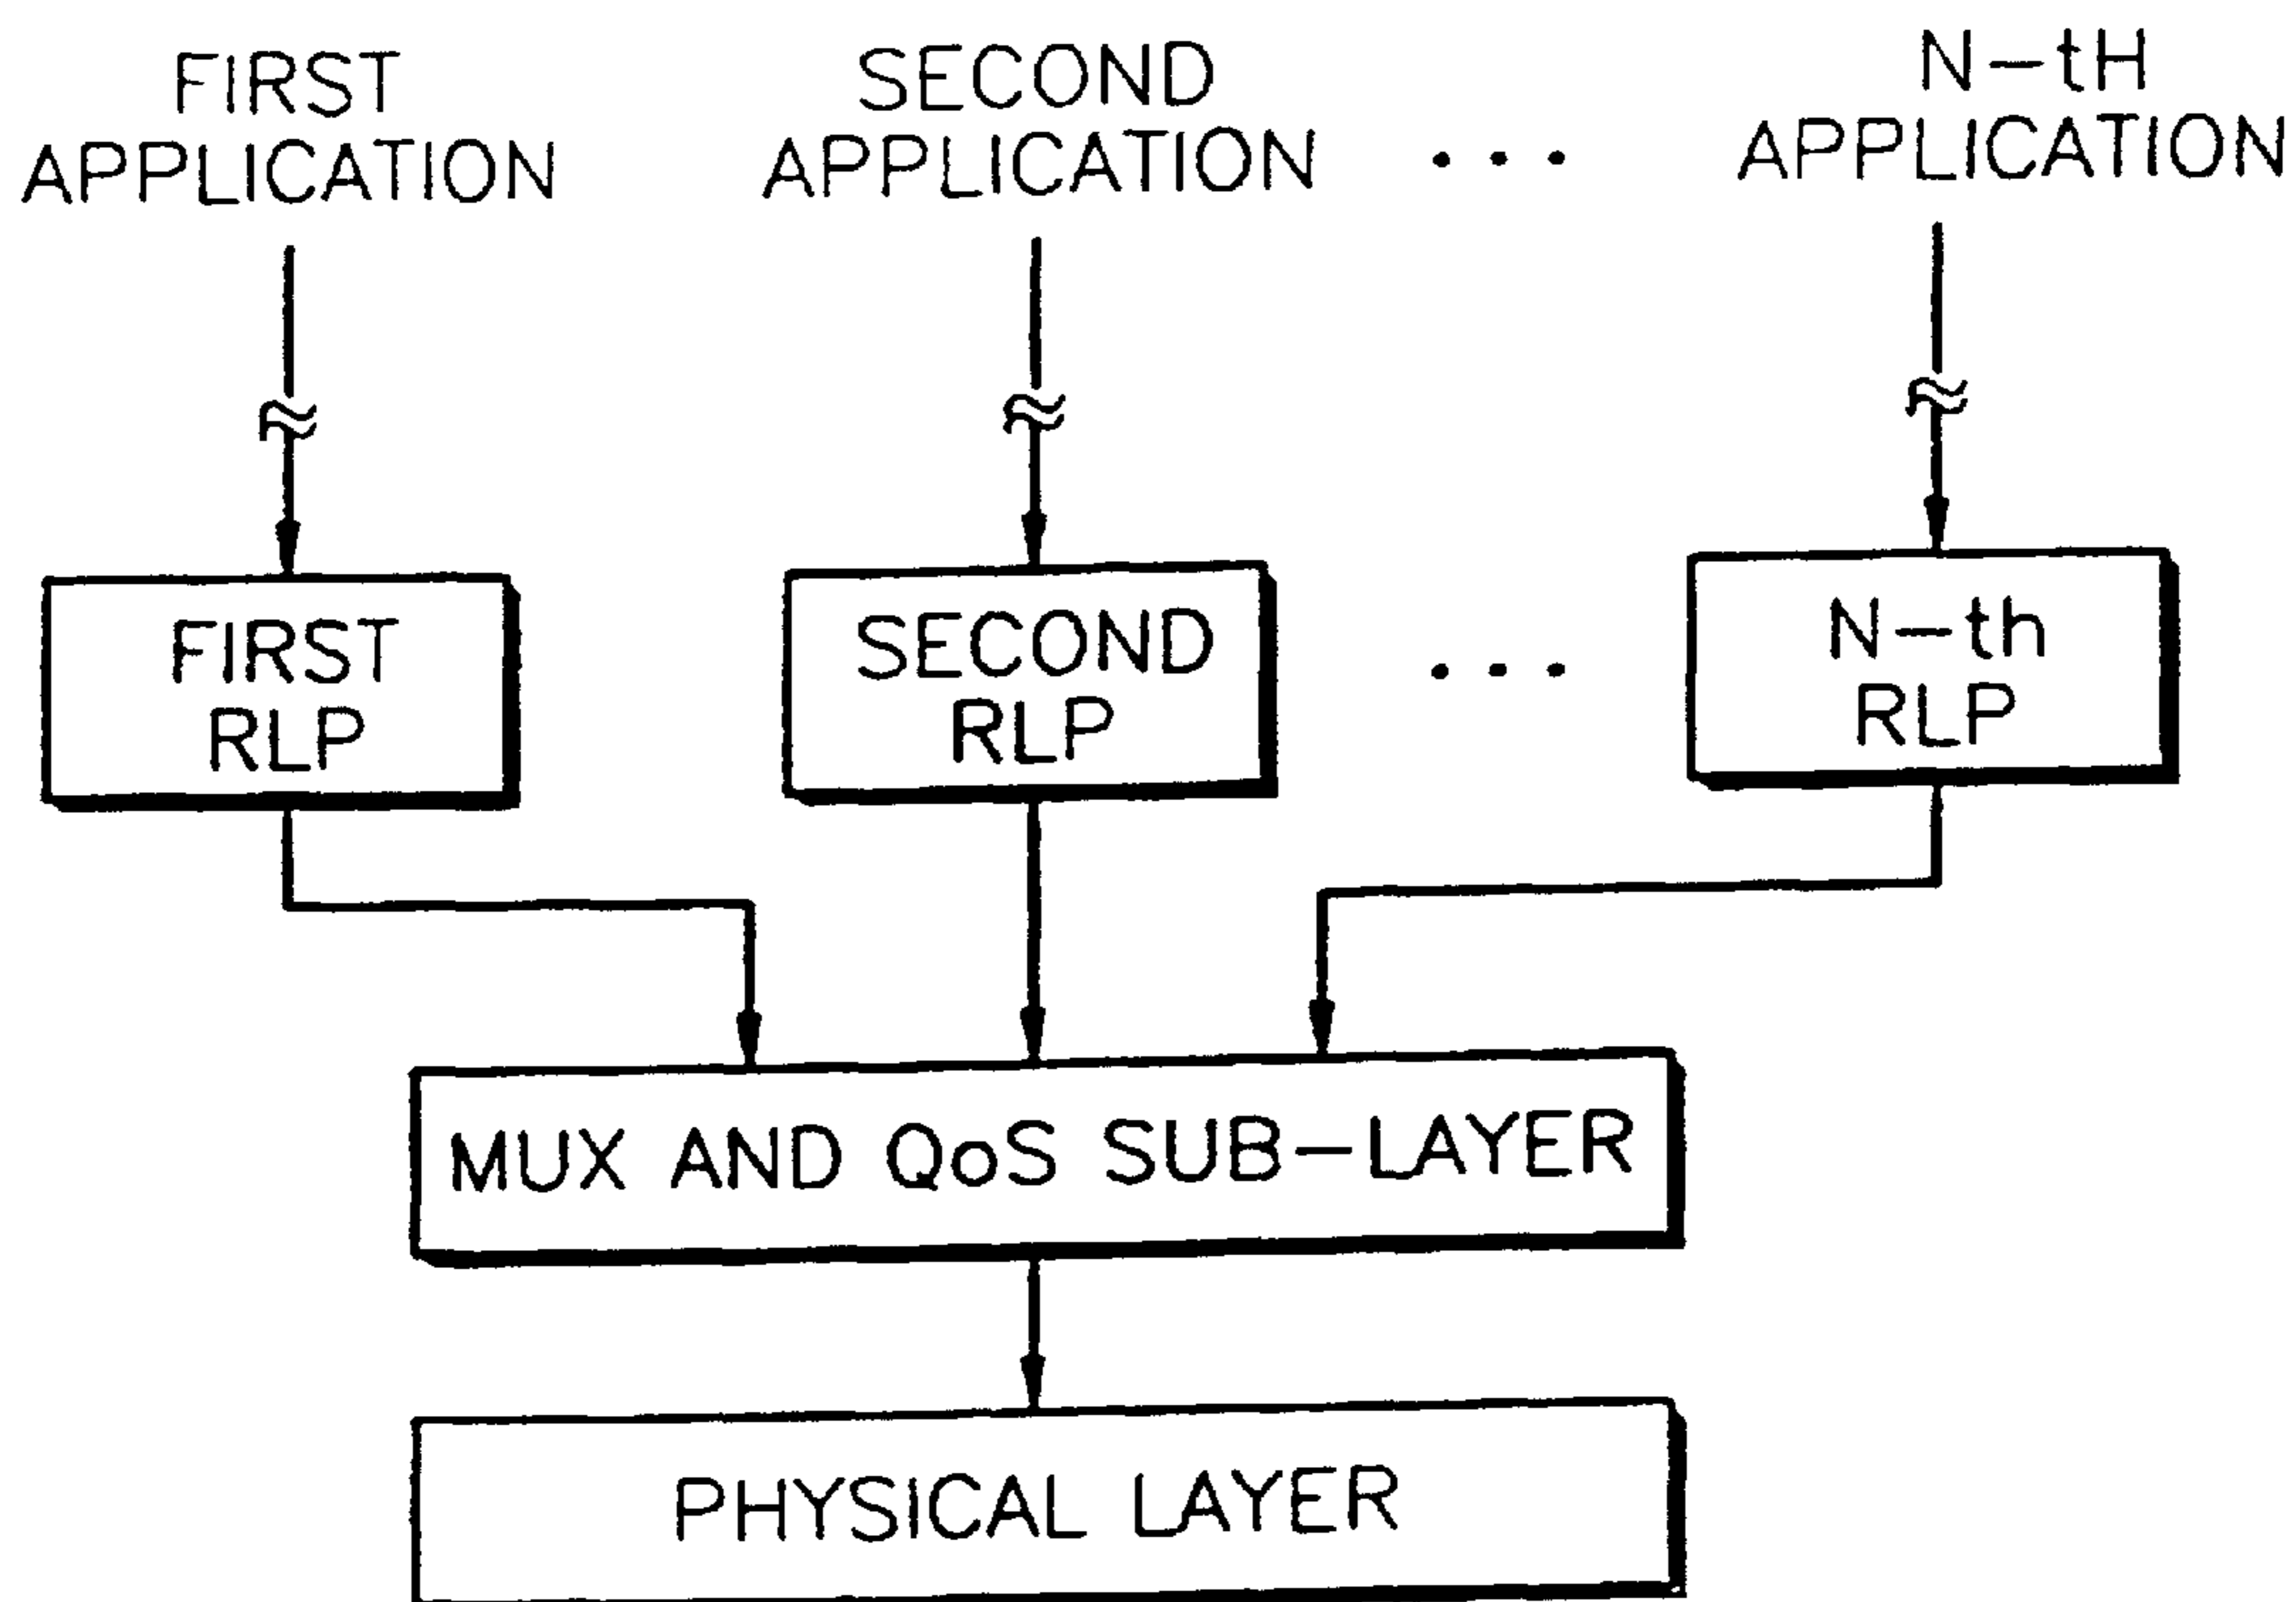 FIRST
APPLICATION
SECOND
APPLICATION
N-tH
APPLICATION
...
FIRST
RLP
SECOND
RLP
...
N-th
RLP
MUX AND QoS SUB-LAYER
PHYSICAL LAYER